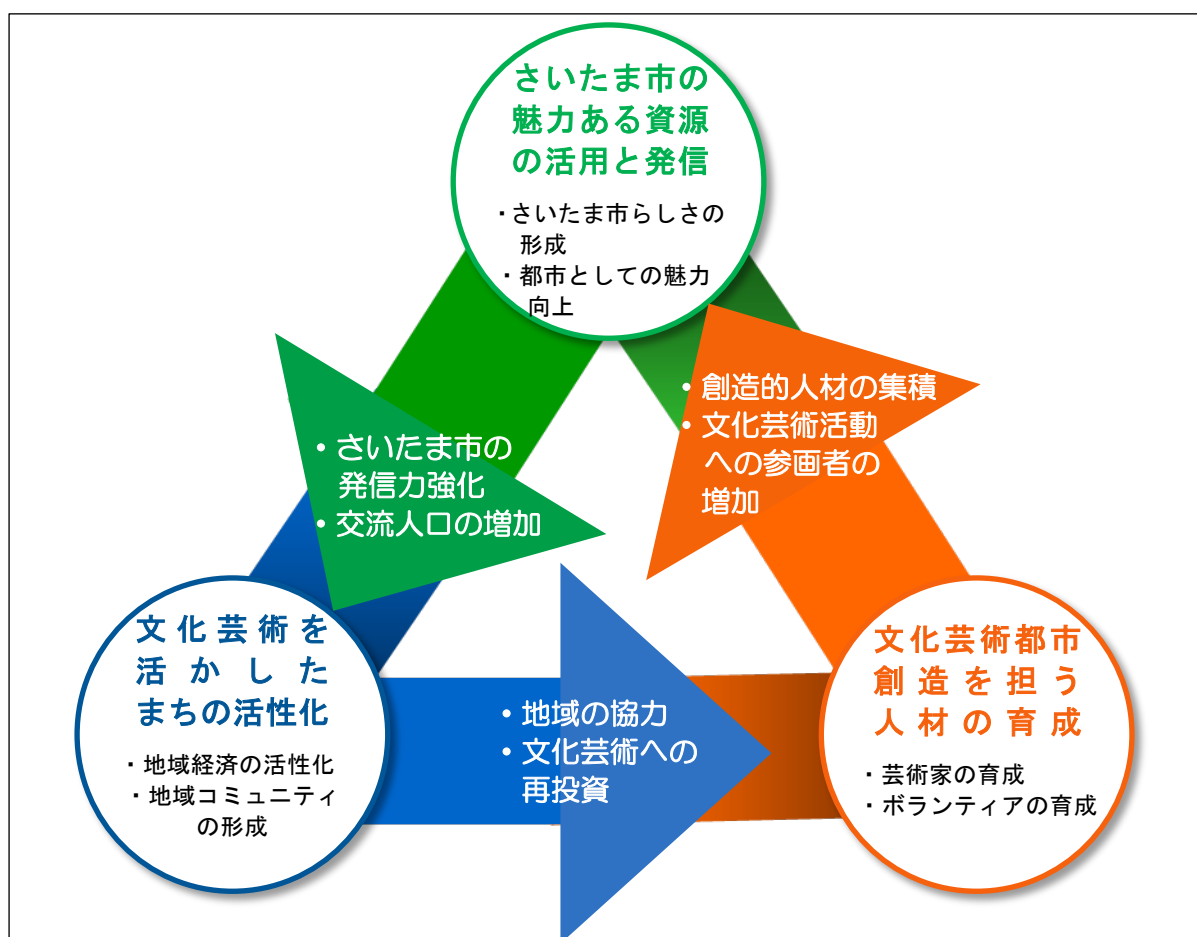 さいたま市の
魅力ある資源
の活用と発信
・さいたま市らしさの
形成
・都市としての魅力
向上
・さいたま市の
発信力強化
・交流人口の増加
・創造的人材の集積
・文化芸術活動
への参画者の
増加
文化芸術を
活かした
まちの活性化
・地域経済の活性化
・地域コミュニティ
の形成
・地域の協力
・文化芸術への
再投資
文化芸術都市
創造を担う
人材の育成
・芸術家の育成
・ボランティアの育成